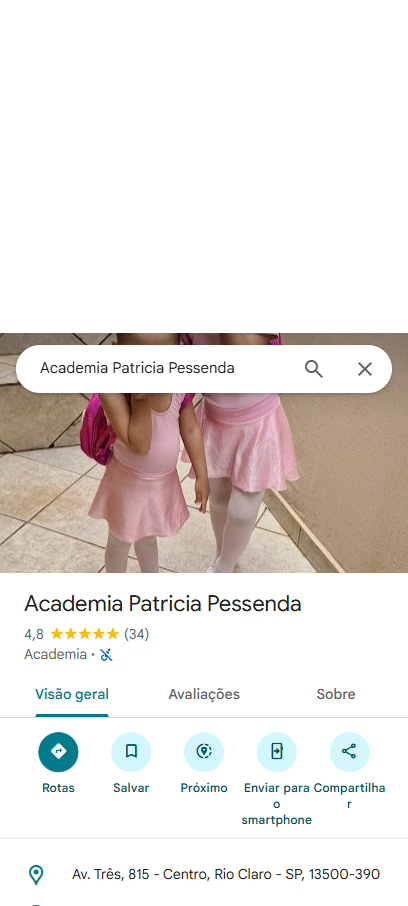 Academia Patricia Pessenda
Academia Patricia Pessenda
4,8 (34)
Academia ·
Visão geral Avaliações Sobre
Rotas Salvar Próximo Enviar para o smartphone Compartilhar
Av. Três, 815 - Centro, Rio Claro - SP, 13500-390